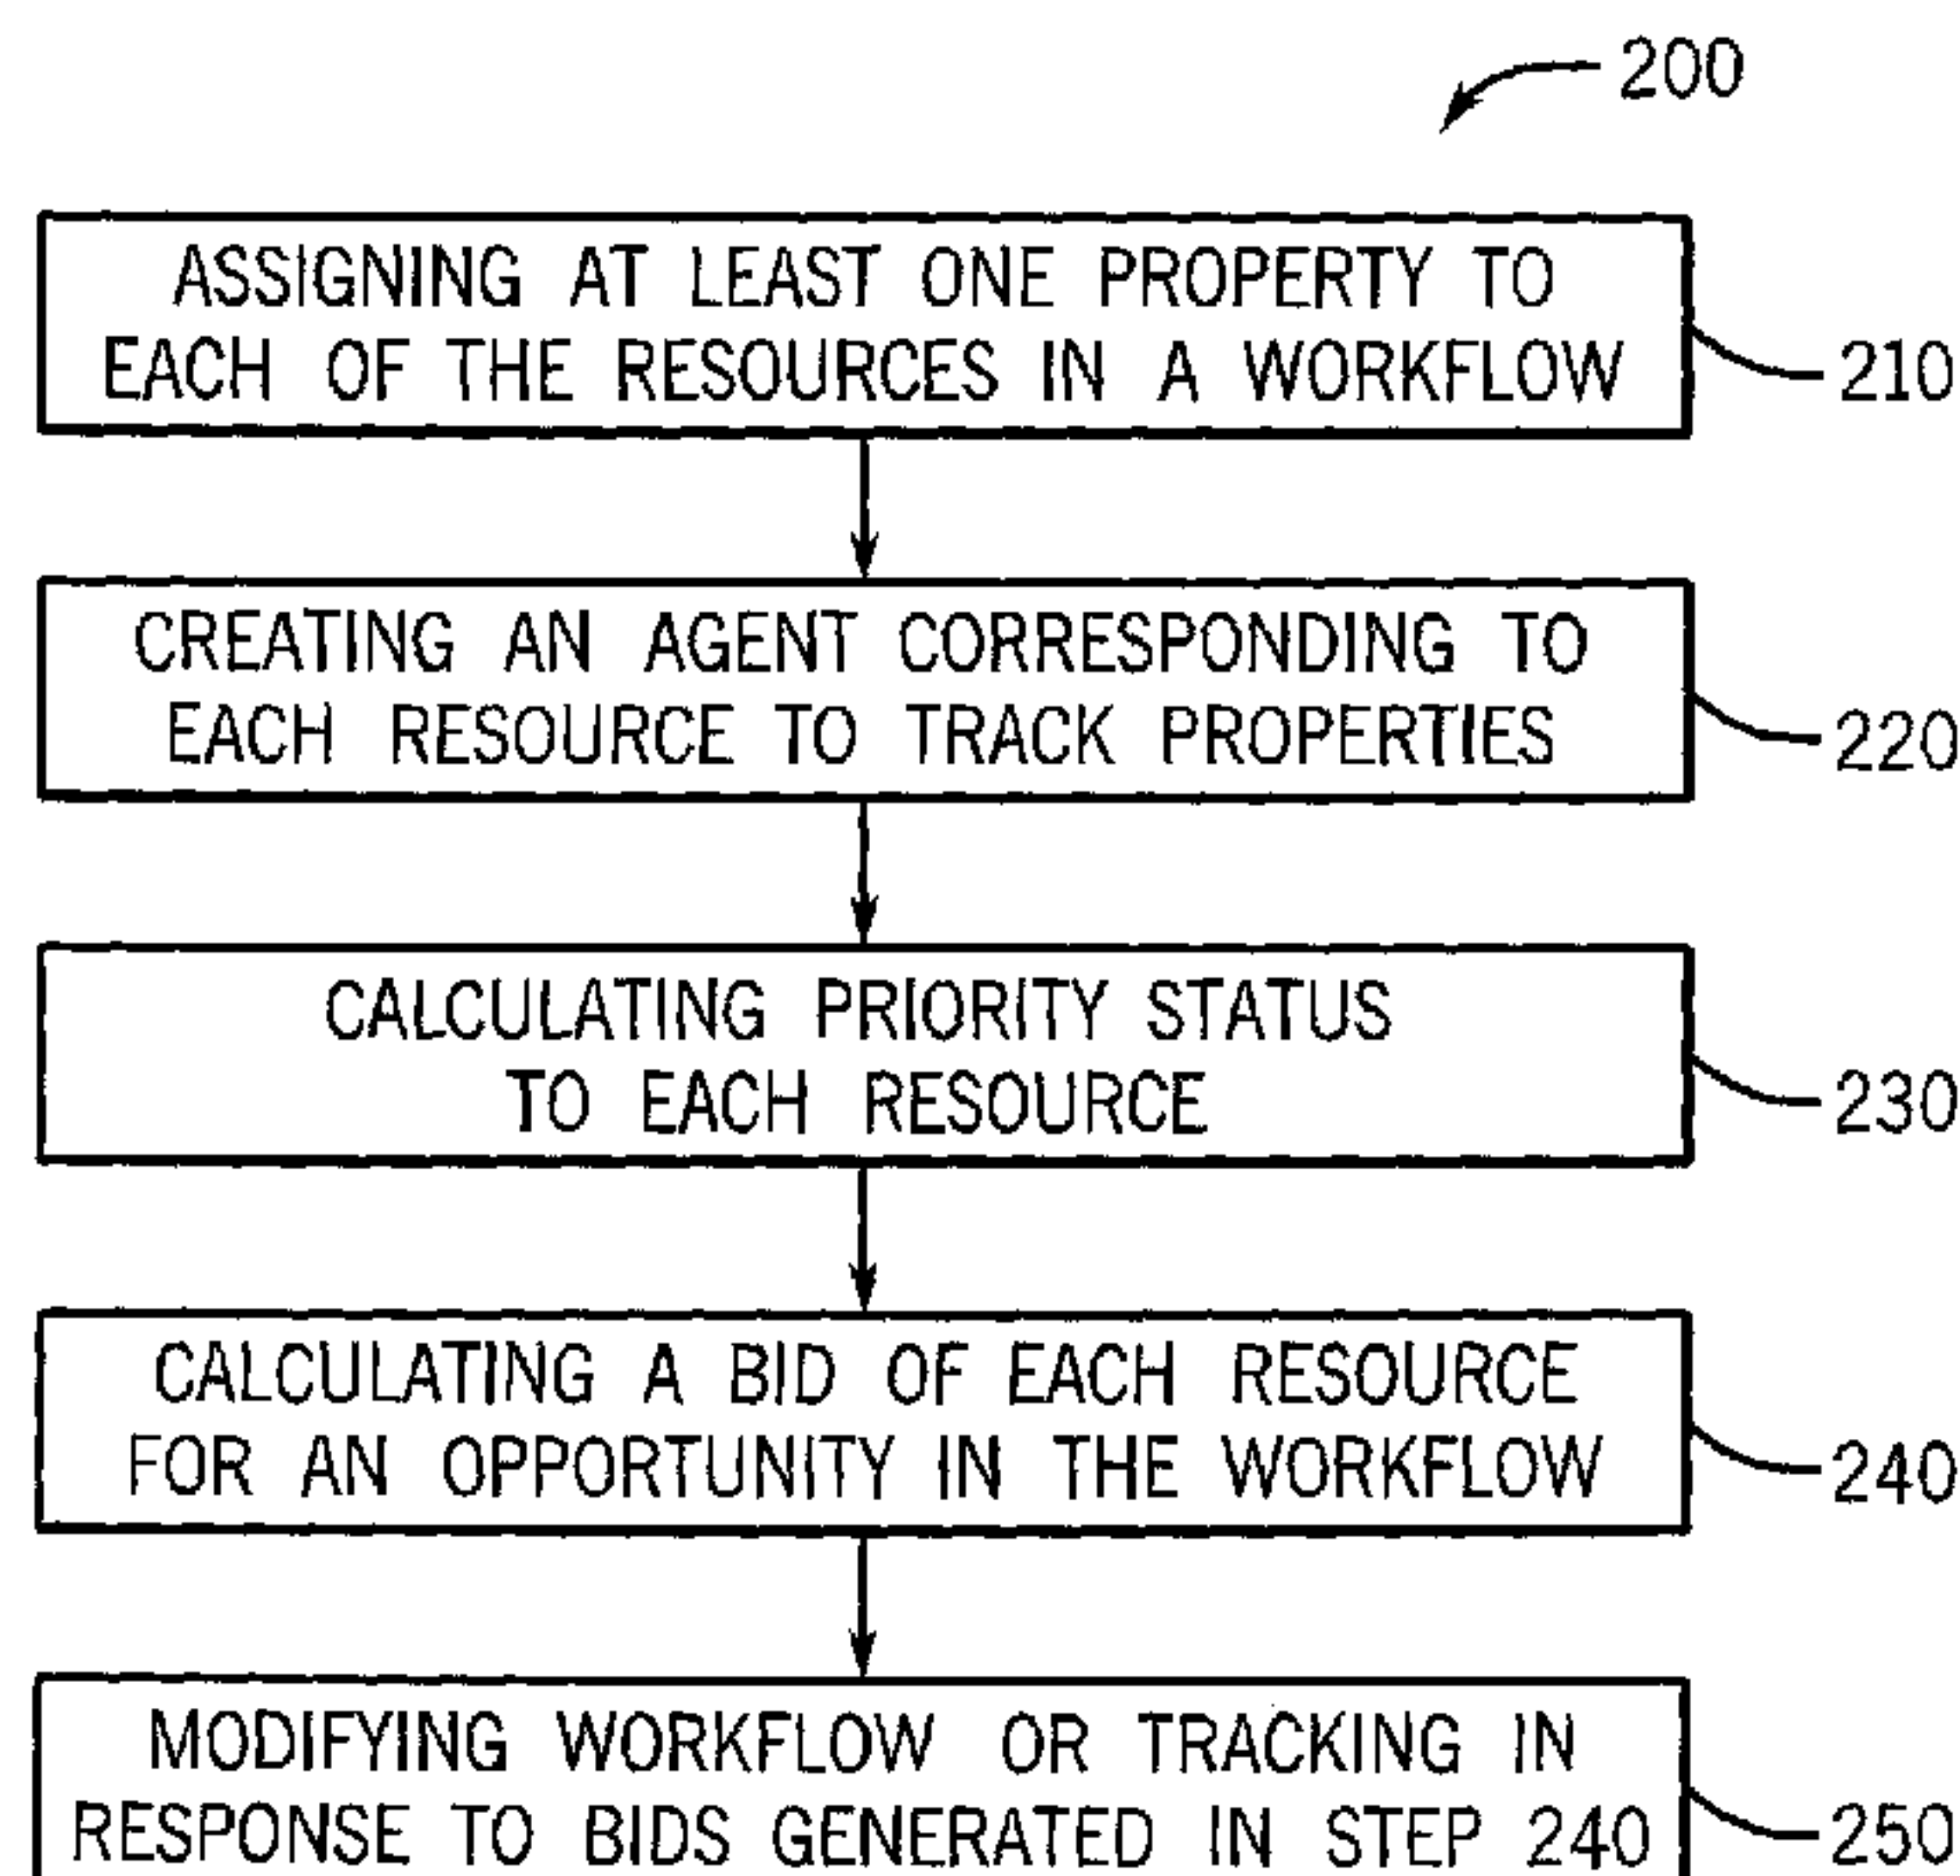 200
ASSIGNING AT LEAST ONE PROPERTY TO
EACH OF THE RESOURCES IN A WORKFLOW
210
CREATING AN AGENT CORRESPONDING TO
EACH RESOURCE TO TRACK PROPERTIES
220
CALCULATING PRIORITY STATUS
TO EACH RESOURCE
230
CALCULATING A BID OF EACH RESOURCE
FOR AN OPPORTUNITY IN THE WORKFLOW
240
MODIFYING WORKFLOW OR TRACKING IN
RESPONSE TO BIDS GENERATED IN STEP 240
250